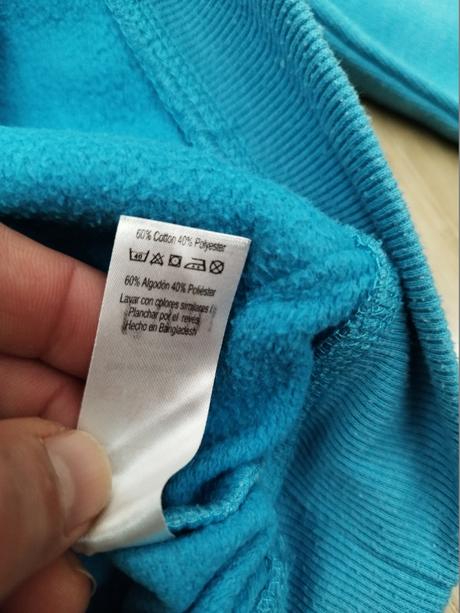 60% Cotton 40% Polyester
40
60% Algodón 40% Poliéster
Lavar con colores similares /
Planchar por el revés
Hecho en Bangladesh